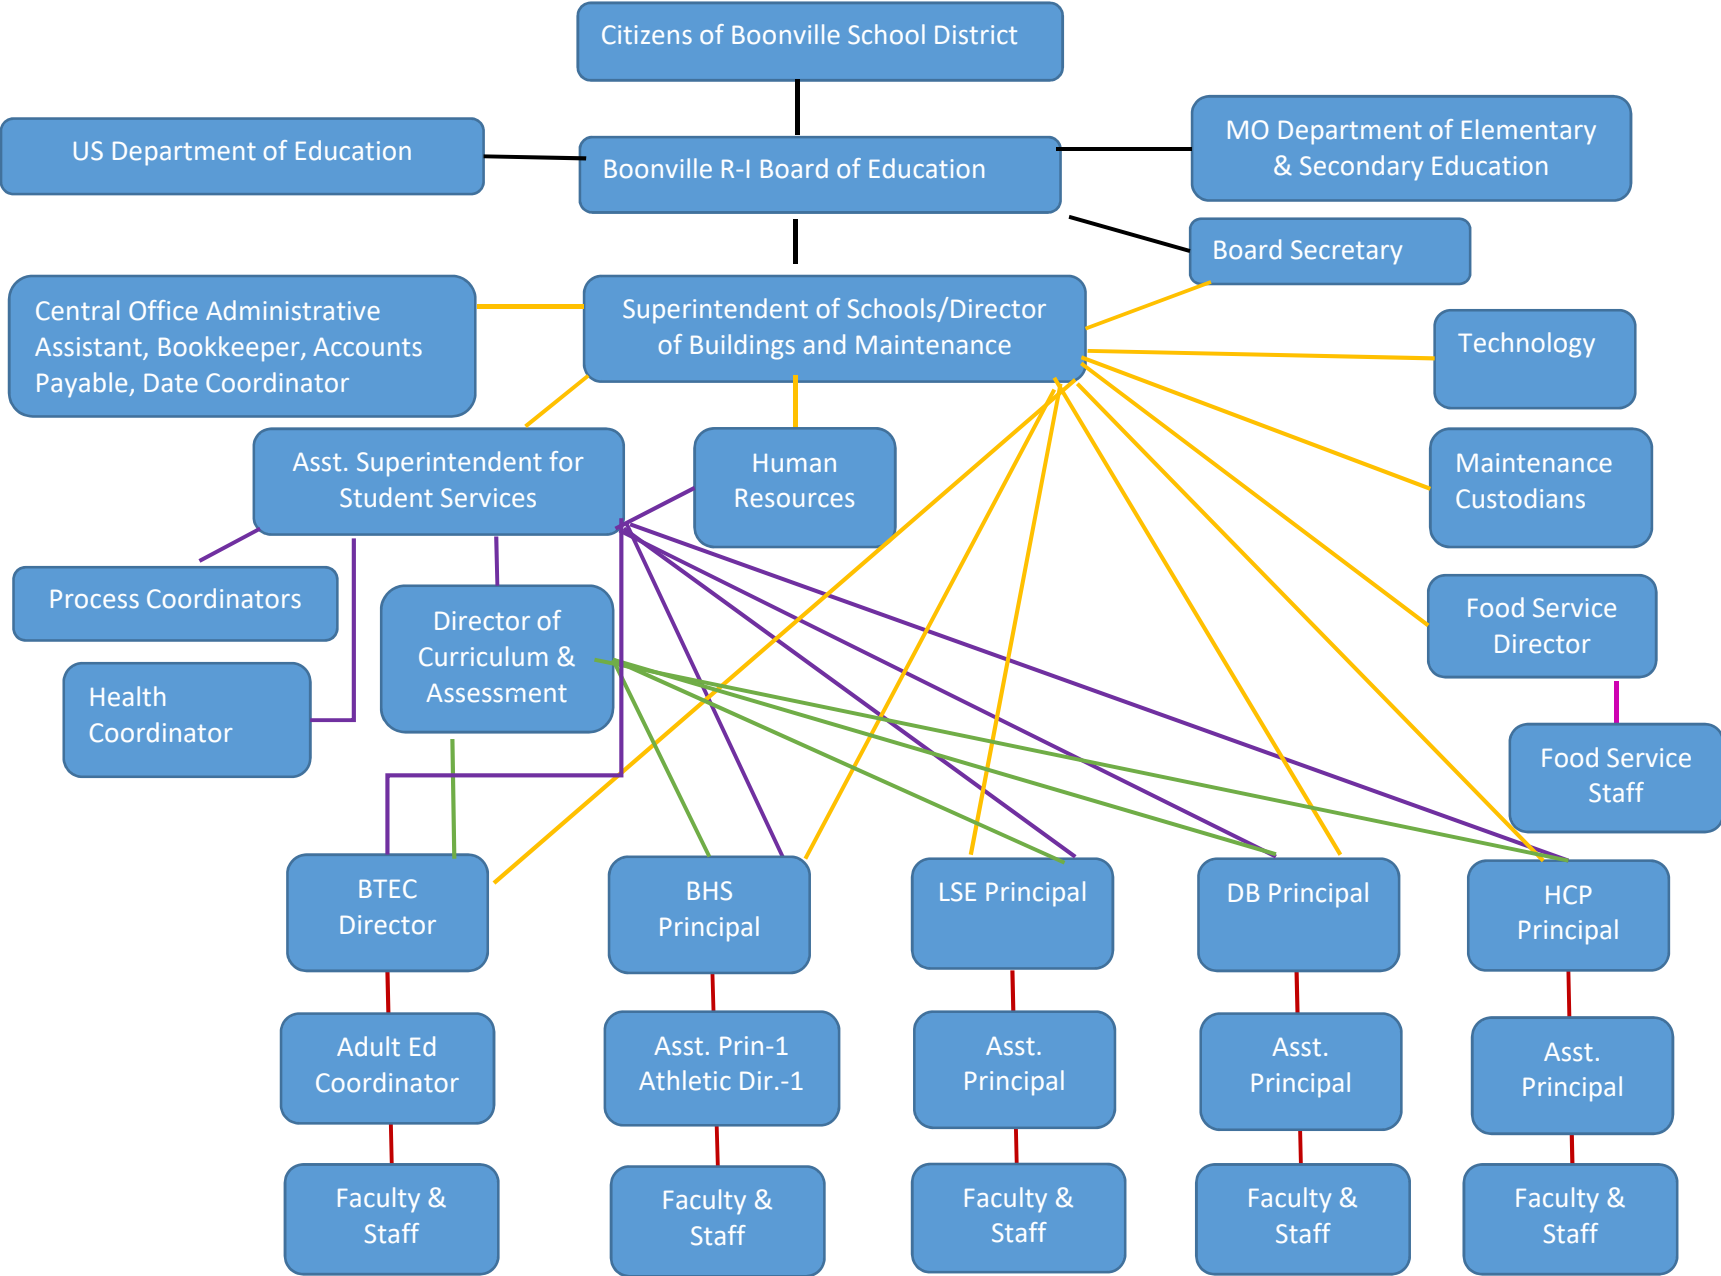 Citizens of Boonville School District
US Department of Education
Boonville R-I Board of Education
MO Department of Elementary
& Secondary Education
Board Secretary
Central Office Administrative
Assistant, Bookkeeper, Accounts
Payable, Date Coordinator
Superintendent of Schools/Director
of Buildings and Maintenance
Technology
Asst. Superintendent for
Student Services
Human
Resources
Maintenance
Custodians
Process Coordinators
Director of
Curriculum &
Assessment
Food Service
Director
Health
Coordinator
Food Service
Staff
BTEC
Director
BHS
Principal
LSE Principal
DB Principal
HCP
Principal
Adult Ed
Coordinator
Asst. Prin-1
Athletic Dir.-1
Asst.
Principal
Asst.
Principal
Asst.
Principal
Faculty &
Staff
Faculty &
Staff
Faculty &
Staff
Faculty &
Staff
Faculty &
Staff